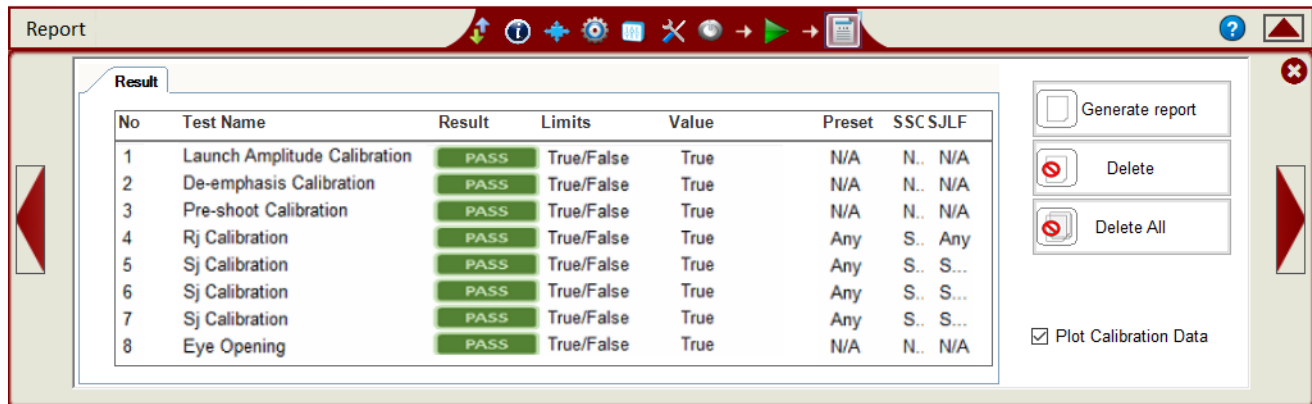 Report
Result
No Test Name Result Limits Value Preset SSC SJLF
1 Launch Amplitude Calibration PASS True/False True N/A N.. N/A
2 De-emphasis Calibration PASS True/False True N/A N.. N/A
3 Pre-shoot Calibration PASS True/False True N/A N.. N/A
4 Rj Calibration PASS True/False True Any S.. Any
5 Sj Calibration PASS True/False True Any S.. S...
6 Sj Calibration PASS True/False True Any S.. S...
7 Sj Calibration PASS True/False True Any S.. S...
8 Eye Opening PASS True/False True N/A N.. N/A
Generate report
Delete
Delete All
Plot Calibration Data